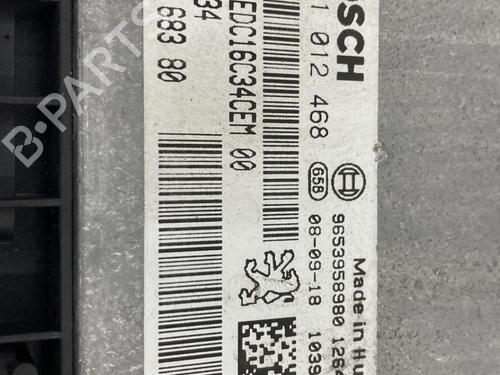 BOSCH
1 012 468
EDC16C34CEM 00
34
683 80
658
9653958980 126
08-09-18 1039
Made in Hu
B-PARTS